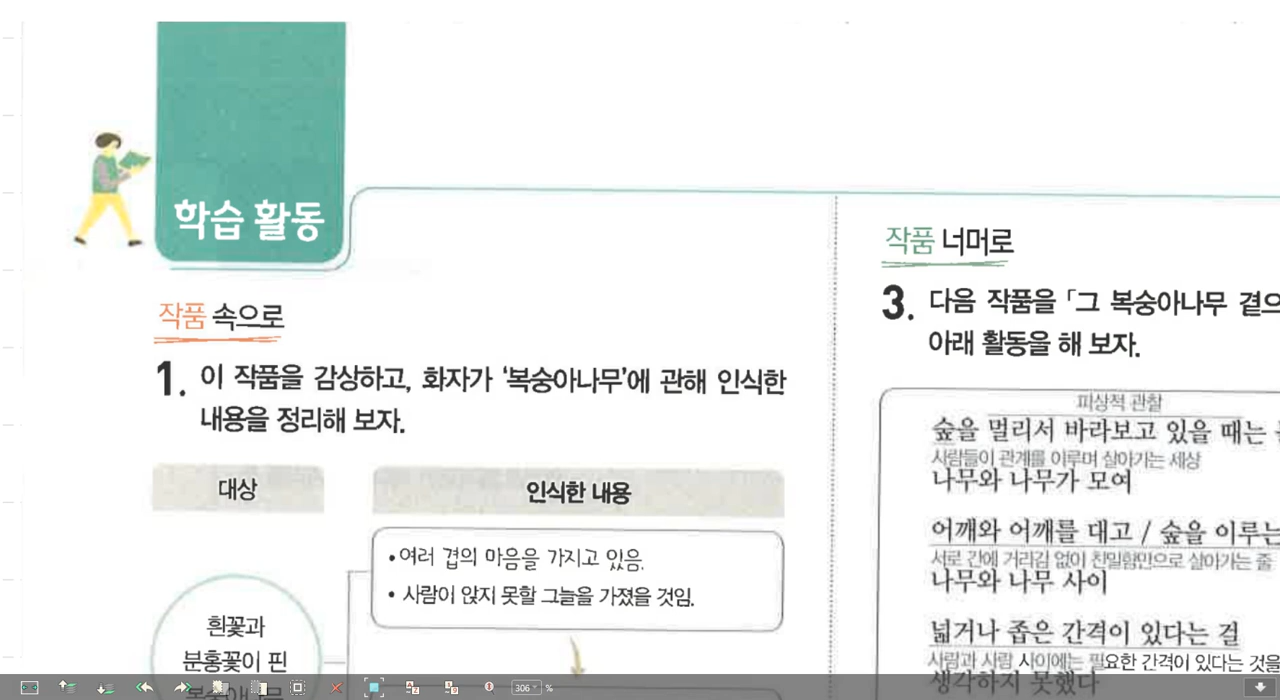 학습 활동
작품 속으로
1. 이 작품을 감상하고, 화자가 ‘복숭아나무’에 관해 인식한
내용을 정리해 보자.
대상
인식한 내용
• 여러 겹의 마음을 가지고 있음.
• 사람이 앉지 못할 그늘을 가졌을 것임.
흰꽃과
분홍꽃이 핀
복숭아나무
작품 너머로
3. 다음 작품을 「그 복숭아나무 곁으
아래 활동을 해 보자.
피상적 관찰
숲을 멀리서 바라보고 있을 때는
사람들이 관계를 이루며 살아가는 세상
나무와 나무가 모여
어깨와 어깨를 대고 / 숲을 이루는
서로 간에 거리감 없이 친밀함만으로 살아가는 줄
나무와 나무 사이
넓거나 좁은 간격이 있다는 걸
사람과 사람 사이에는 필요한 간격이 있다는 것을
생각하지 못했다
306 %